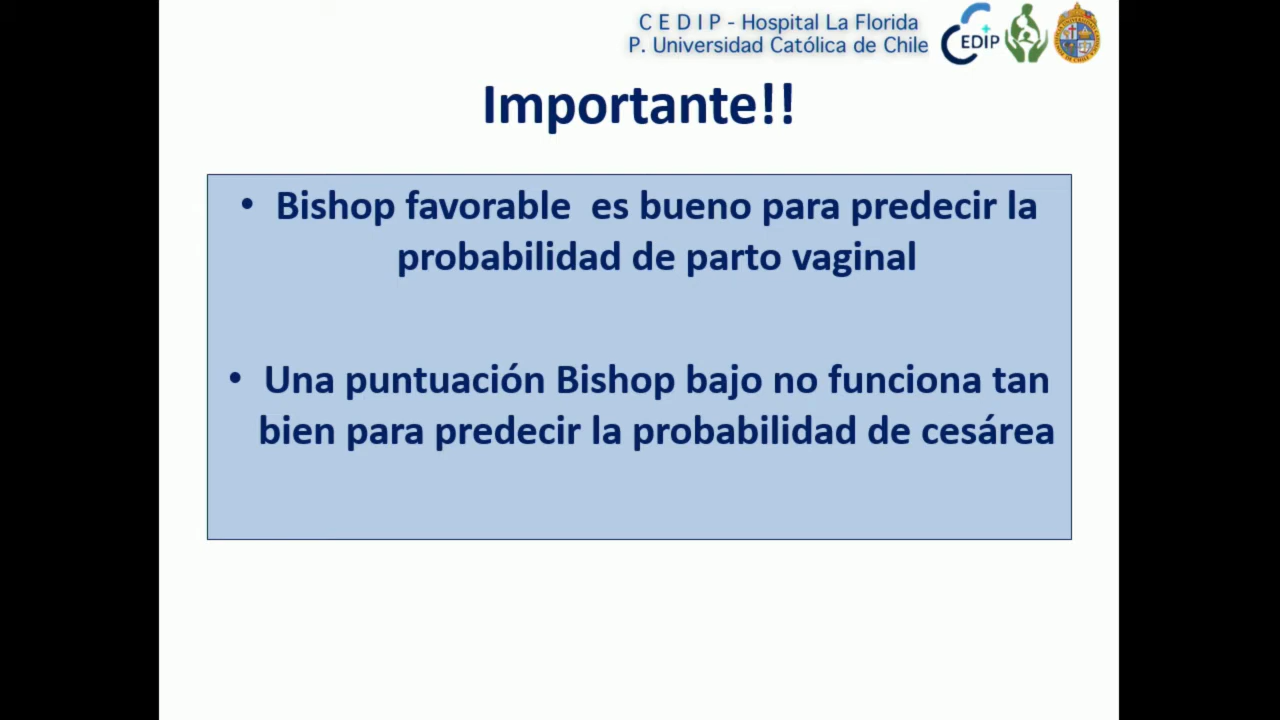 C E D I P - Hospital La Florida
P. Universidad Católica de Chile
CEDIP
Importante!!
• Bishop favorable es bueno para predecir la
probabilidad de parto vaginal
• Una puntuación Bishop bajo no funciona tan
bien para predecir la probabilidad de cesárea